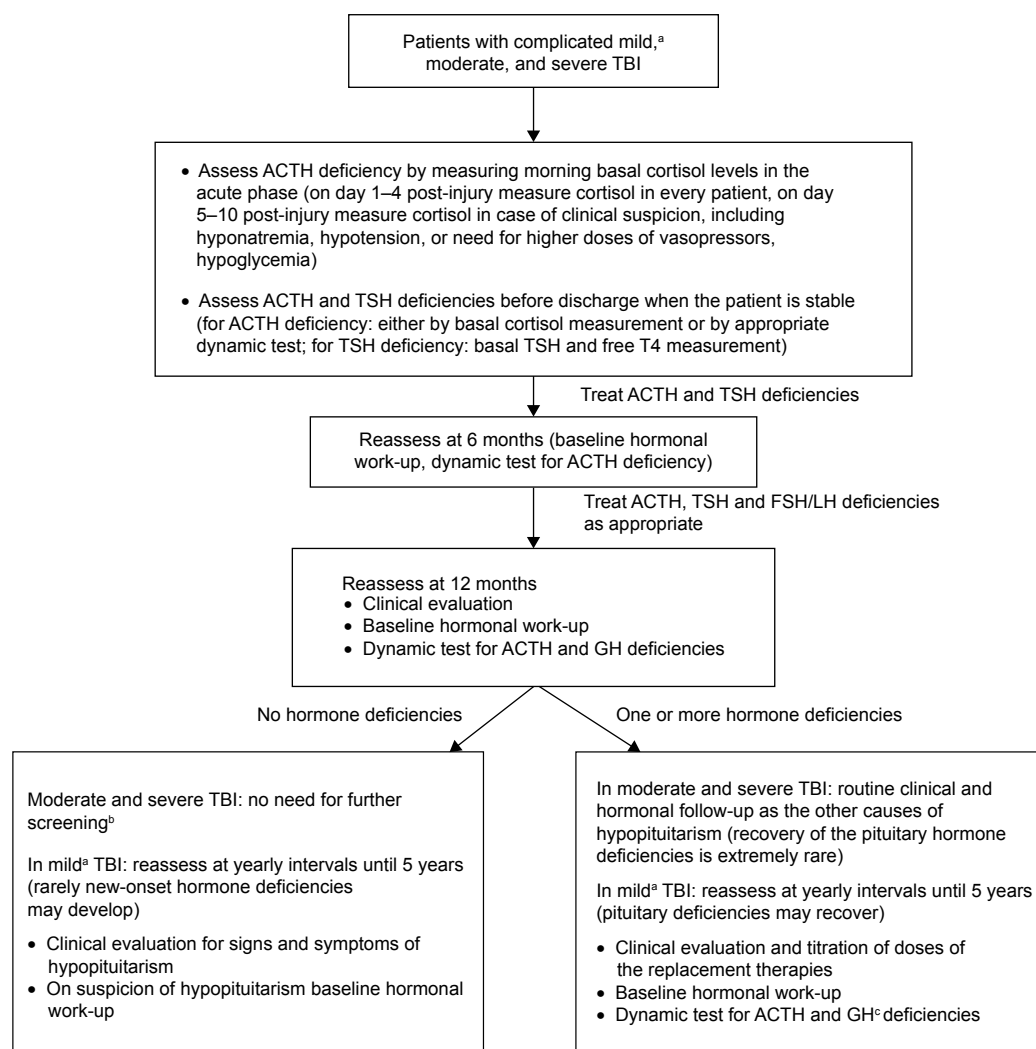 Patients with complicated mild,ᵃ
moderate, and severe TBI
• Assess ACTH deficiency by measuring morning basal cortisol levels in the
acute phase (on day 1–4 post-injury measure cortisol in every patient, on day
5–10 post-injury measure cortisol in case of clinical suspicion, including
hyponatremia, hypotension, or need for higher doses of vasopressors,
hypoglycemia)
• Assess ACTH and TSH deficiencies before discharge when the patient is stable
(for ACTH deficiency: either by basal cortisol measurement or by appropriate
dynamic test; for TSH deficiency: basal TSH and free T4 measurement)
Treat ACTH and TSH deficiencies
Reassess at 6 months (baseline hormonal
work-up, dynamic test for ACTH deficiency)
Treat ACTH, TSH and FSH/LH deficiencies
as appropriate
Reassess at 12 months
• Clinical evaluation
• Baseline hormonal work-up
• Dynamic test for ACTH and GH deficiencies
No hormone deficiencies
One or more hormone deficiencies
Moderate and severe TBI: no need for further
screeningᵇ
In mildᵃ TBI: reassess at yearly intervals until 5 years
(rarely new-onset hormone deficiencies
may develop)
• Clinical evaluation for signs and symptoms of
hypopituitarism
• On suspicion of hypopituitarism baseline hormonal
work-up
In moderate and severe TBI: routine clinical and
hormonal follow-up as the other causes of
hypopituitarism (recovery of the pituitary hormone
deficiencies is extremely rare)
In mildᵃ TBI: reassess at yearly intervals until 5 years
(pituitary deficiencies may recover)
• Clinical evaluation and titration of doses of
the replacement therapies
• Baseline hormonal work-up
• Dynamic test for ACTH and GHᶜ deficiencies